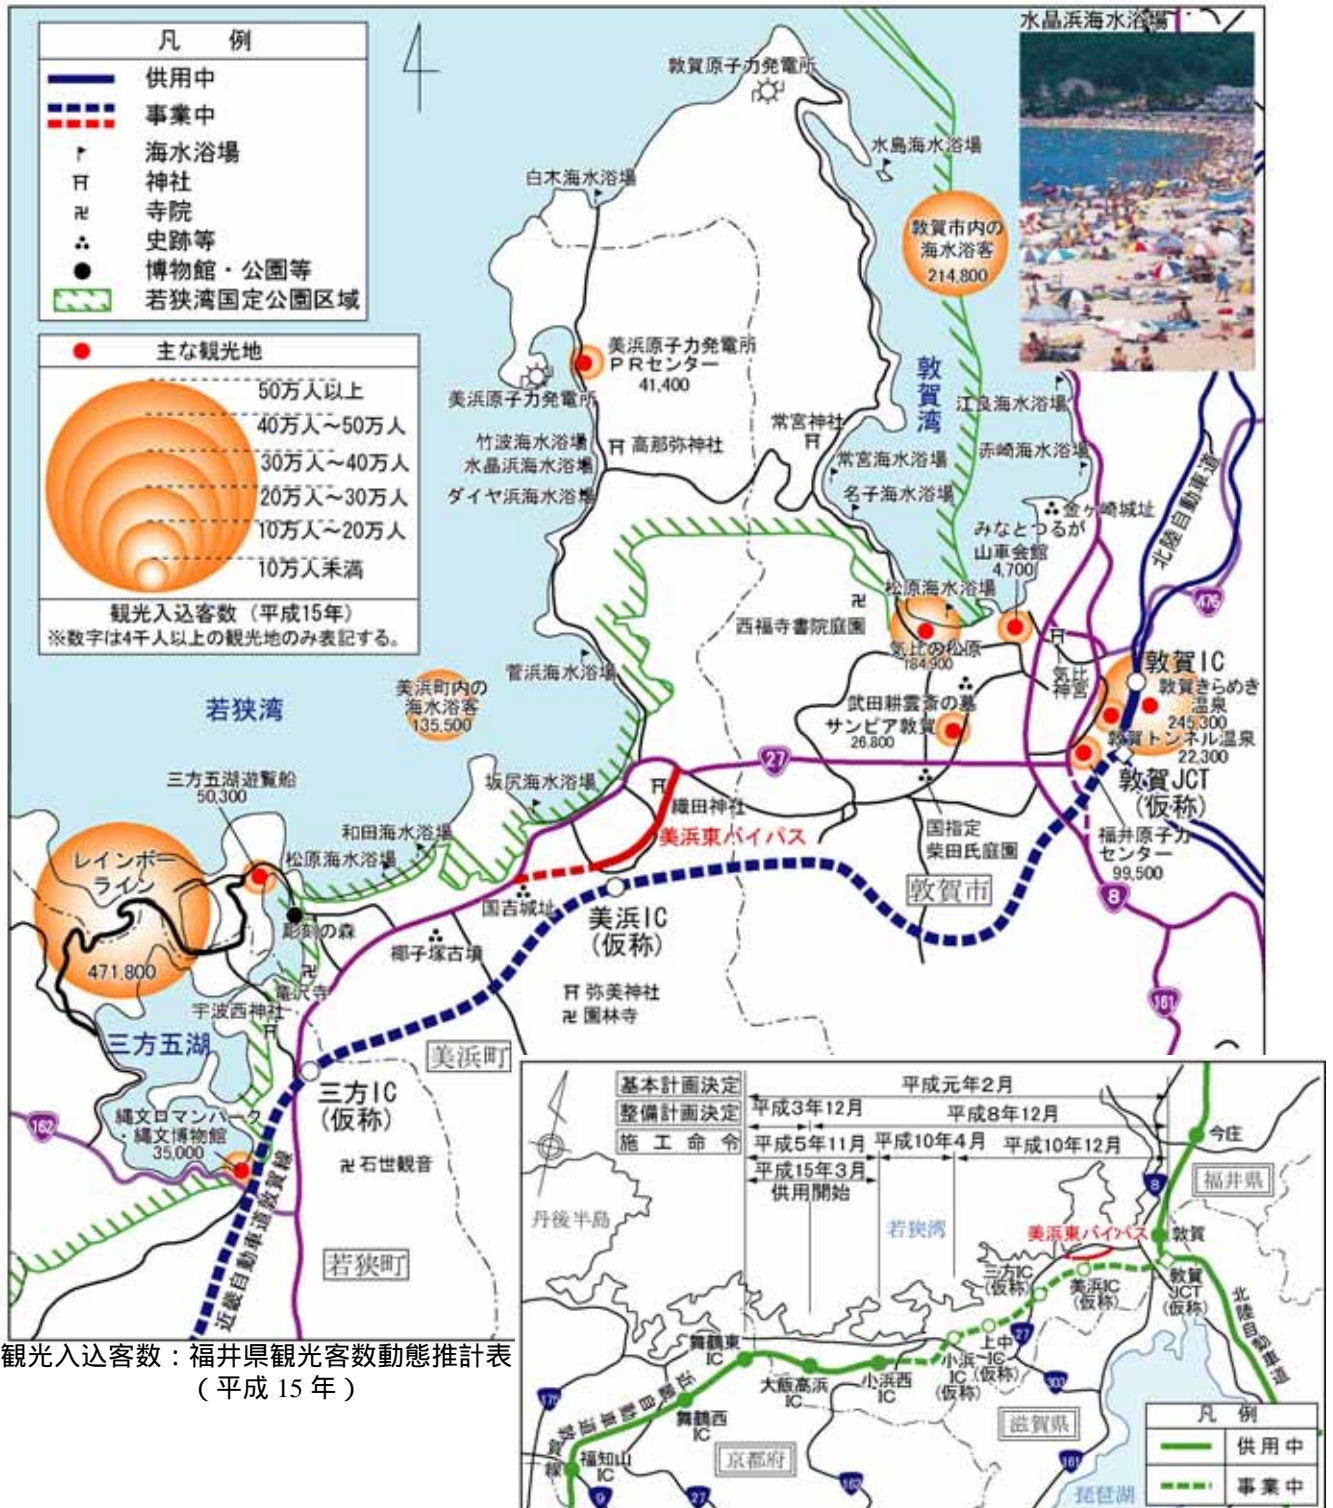 凡　例
供用中
事業中
海水浴場
神社
寺院
史跡等
博物館・公園等
若狭湾国定公園区域
主な観光地
50万人以上
40万人～50万人
30万人～40万人
20万人～30万人
10万人～20万人
10万人未満
観光入込客数（平成15年）
※数字は4千人以上の観光地のみ表記する。
水晶浜海水浴場
敦賀原子力発電所
水島海水浴場
白木海水浴場
敦賀市内の
海水浴客
214,800
美浜原子力発電所
PRセンター
41,400
美浜原子力発電所
敦賀湾
江良海水浴場
常宮神社
竹波海水浴場
高那弥神社
赤崎海水浴場
水晶浜海水浴場
常宮海水浴場
ダイヤ浜海水浴場
名子海水浴場
金ヶ崎城址
北陸自動車道
みなとつるが
山車会館
4,700
松原海水浴場
476
西福寺書院庭園
気比の松原
184,900
気比
神宮
敦賀IC
菅浜海水浴場
美浜町内の
海水浴客
135,500
若狭湾
武田耕雲斎の墓
サンピア敦賀
26,800
敦賀きらめき
温泉
245,300
敦賀トンネル温泉
22,300
27
敦賀JCT
(仮称)
三方五湖遊覧船
50,300
坂尻海水浴場
織田神社
美浜東バイパス
和田海水浴場
松原海水浴場
国指定
柴田氏庭園
福井原子力
センター
99,500
レインボー
ライン
471,800
敦賀市
8
国吉城址
美浜IC
(仮称)
彫刻の森
椰子塚古墳
竜沢寺
弥美神社
園林寺
161
宇波西神社
三方五湖
美浜町
三方IC
(仮称)
162
縄文ロマンパーク
・縄文博物館
35,000
石世観音
近畿自動車道敦賀線
若狭町
観光入込客数：福井県観光客数動態推計表
（平成 15 年）
基本計画決定
平成元年2月
整備計画決定
平成3年12月
平成8年12月
施工命令
平成5年11月
平成10年4月
平成10年12月
平成15年3月
供用開始
今庄
8
福井県
丹後半島
若狭湾
美浜東バイパス
敦賀
三方IC
(仮称)
美浜IC
(仮称)
敦賀
JCT
(仮称)
北陸自動車道
27
舞鶴東
IC
大飯高浜
IC
小浜西
IC
小浜
IC
(仮称)
上中
IC
(仮称)
303
175
近畿自動車道敦賀線
舞鶴西
IC
滋賀県
福知山
IC
京都府
161
162
9
27
琵琶湖
凡　例
供用中
事業中